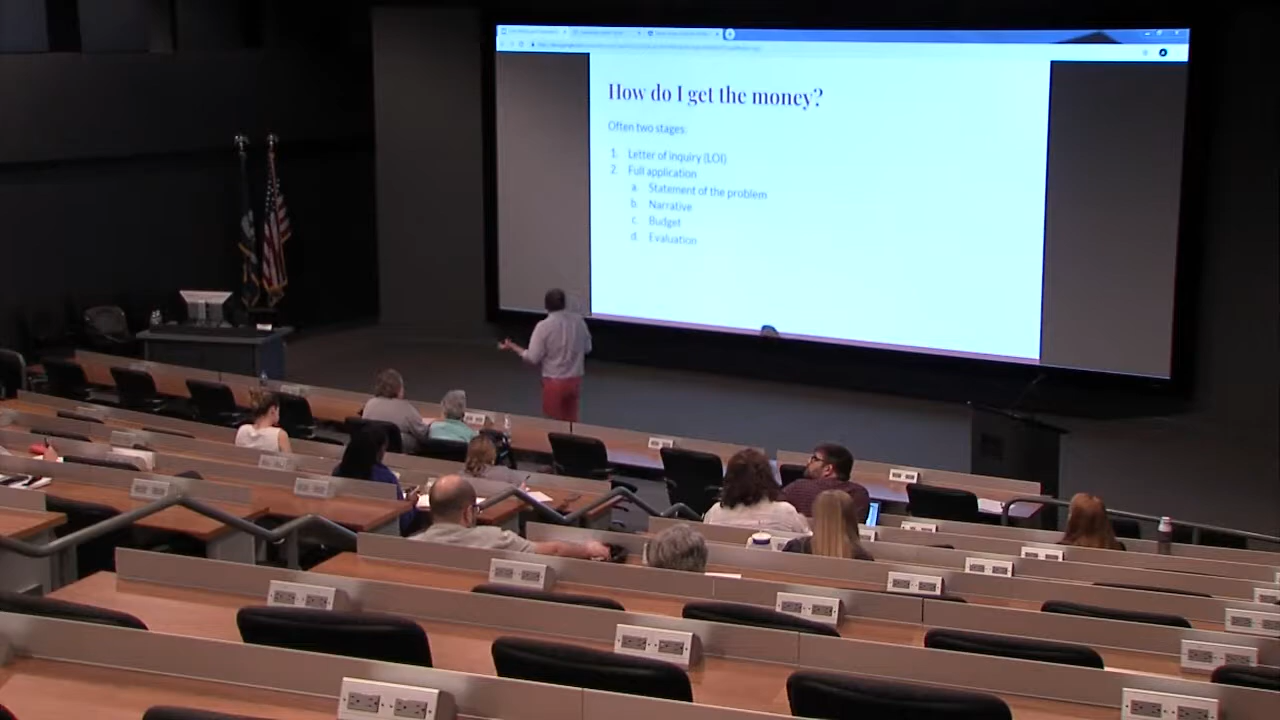 How do I get the money?
Often two stages:
1. Letter of inquiry (LOI)
2. Full application
a. Statement of the problem
b. Narrative
c. Budget
d. Evaluation